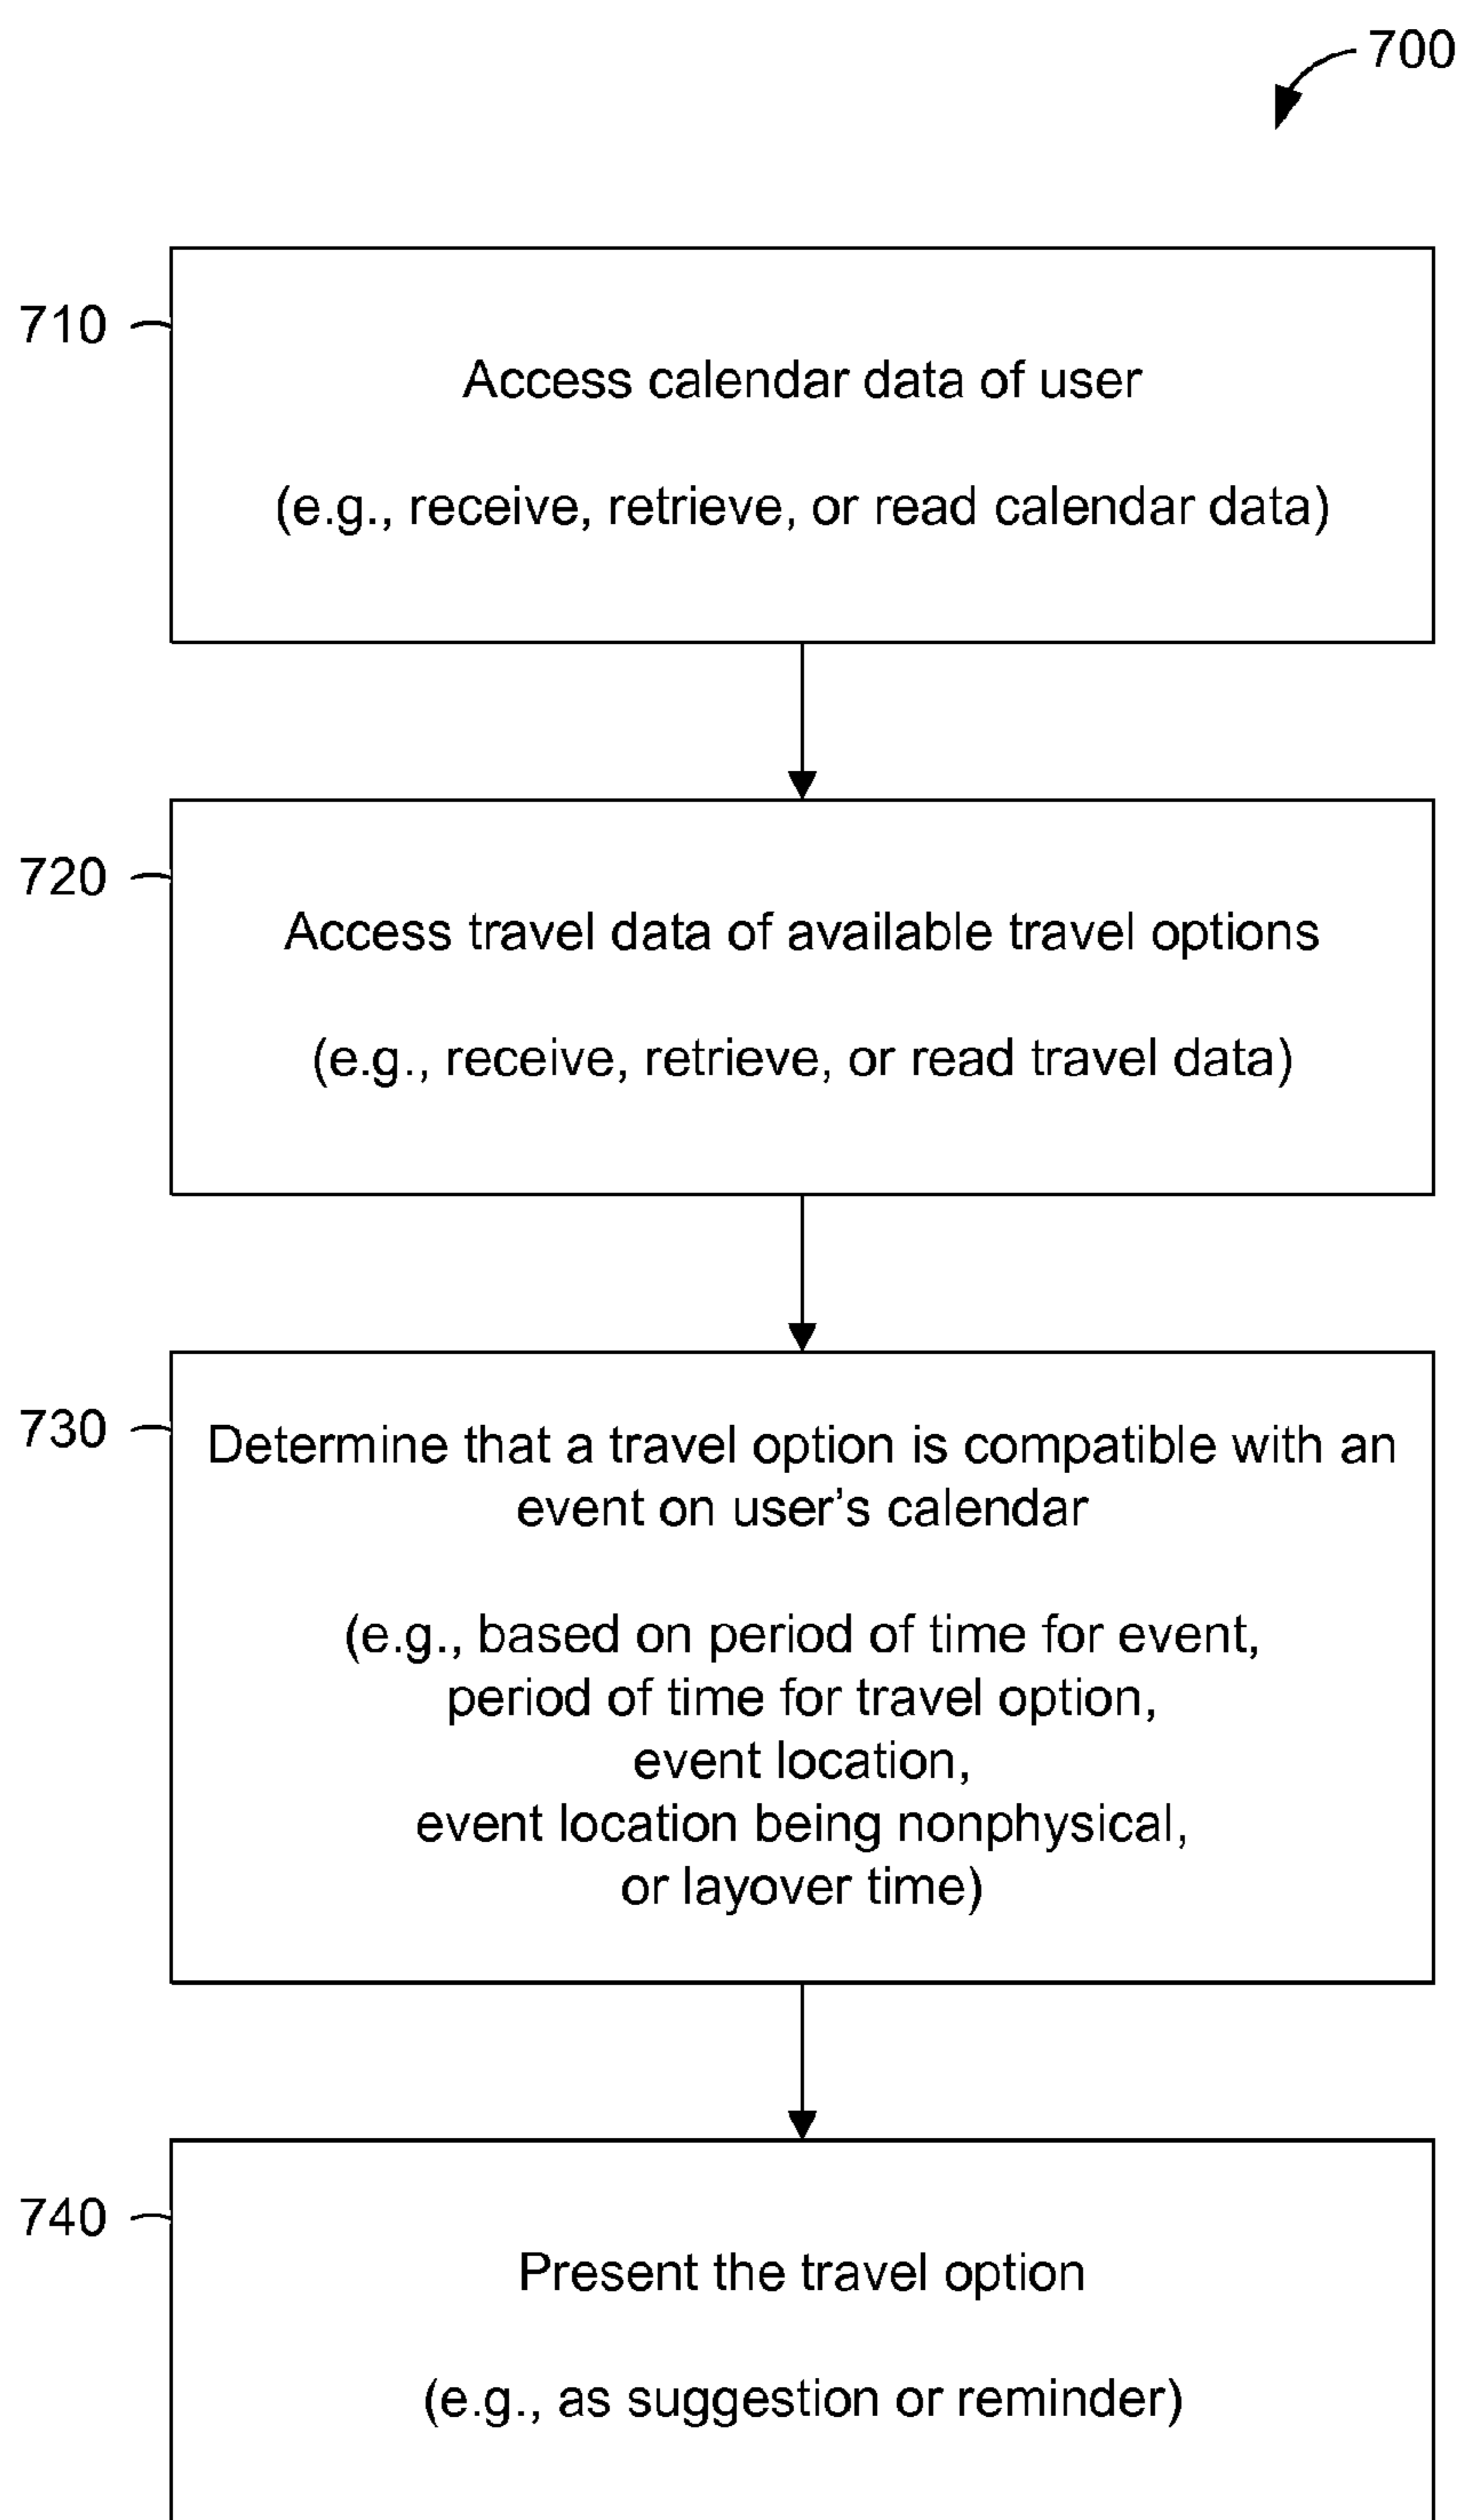 700
710
Access calendar data of user
(e.g., receive, retrieve, or read calendar data)
720
Access travel data of available travel options
(e.g., receive, retrieve, or read travel data)
730
Determine that a travel option is compatible with an
event on user's calendar
(e.g., based on period of time for event,
period of time for travel option,
event location,
event location being nonphysical,
or layover time)
740
Present the travel option
(e.g., as suggestion or reminder)